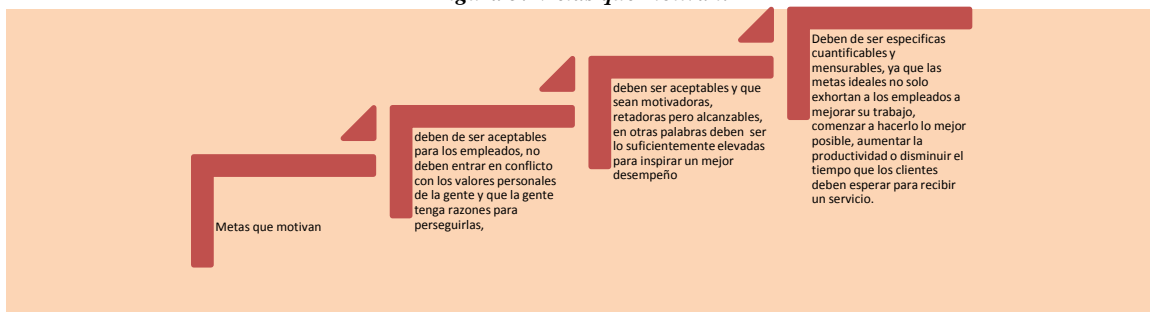 Metas que motivan
deben de ser aceptables
para los empleados, no
deben entrar en conflicto
con los valores personales
de la gente y que la gente
tenga razones para
perseguirlas,
deben ser aceptables y que
sean motivadoras,
retadoras pero alcanzables,
en otras palabras deben  ser
lo suficientemente elevadas
para inspirar un mejor
desempeño
Deben de ser especificas
cuantificables y
mensurables, ya que las
metas ideales no solo
exhortan a los empleados a
mejorar su trabajo,
comenzar a hacerlo lo mejor
posible, aumentar la
productividad o disminuir el
tiempo que los clientes
deben esperar para recibir
un servicio.